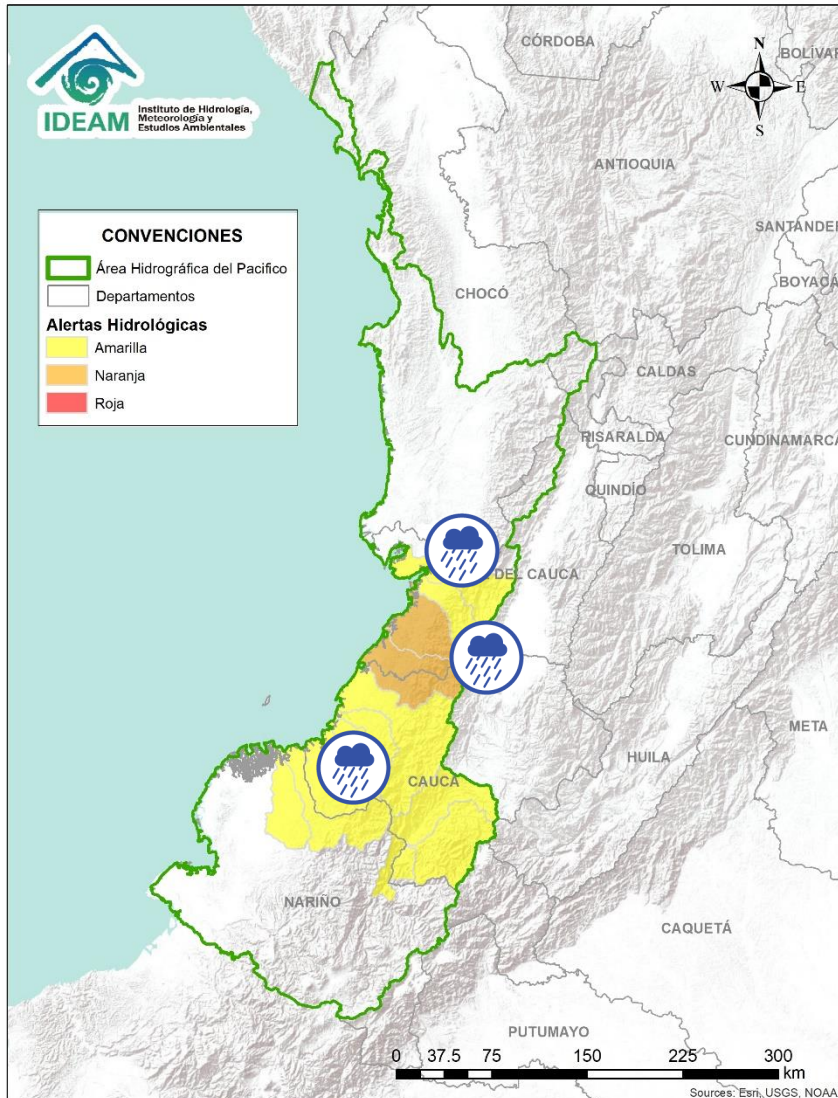 IDEAM
Instituto de Hidrología,
Meteorología y
Estudios Ambientales
CONVENCIONES
Área Hidrográfica del Pacifico
Departamentos
Alertas Hidrológicas
Amarilla
Naranja
Roja
N
W
E
S
CÓRDOBA
BOLÍVAR
ANTIOQUIA
SANTANDER
BOYACÁ
CHOCÓ
CALDAS
RISARALDA
CUNDINAMARCA
QUINDÍO
TOLIMA
DEL CAUCA
META
HUILA
CAUCA
NARIÑO
CAQUETÁ
PUTUMAYO
0 37.5 75 150 225 300
km
Sources: Esri, USGS, NOAA